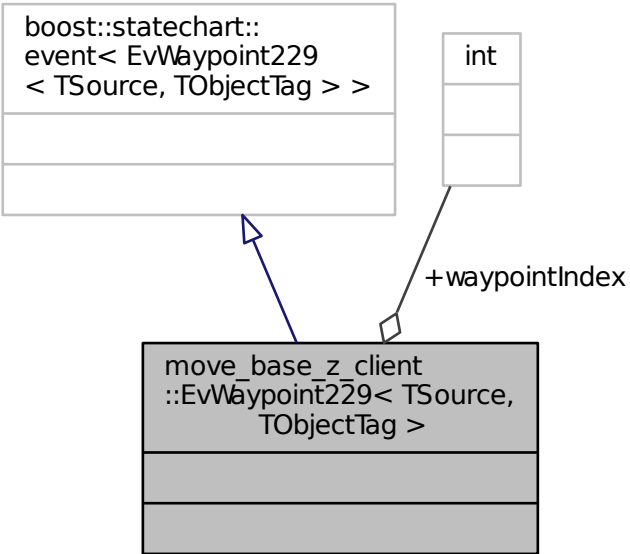 boost::statechart::
event< EvWaypoint229
< TSource, TObjectTag > >
int
+waypointIndex
move_base_z_client
::EvWaypoint229< TSource,
TObjectTag >